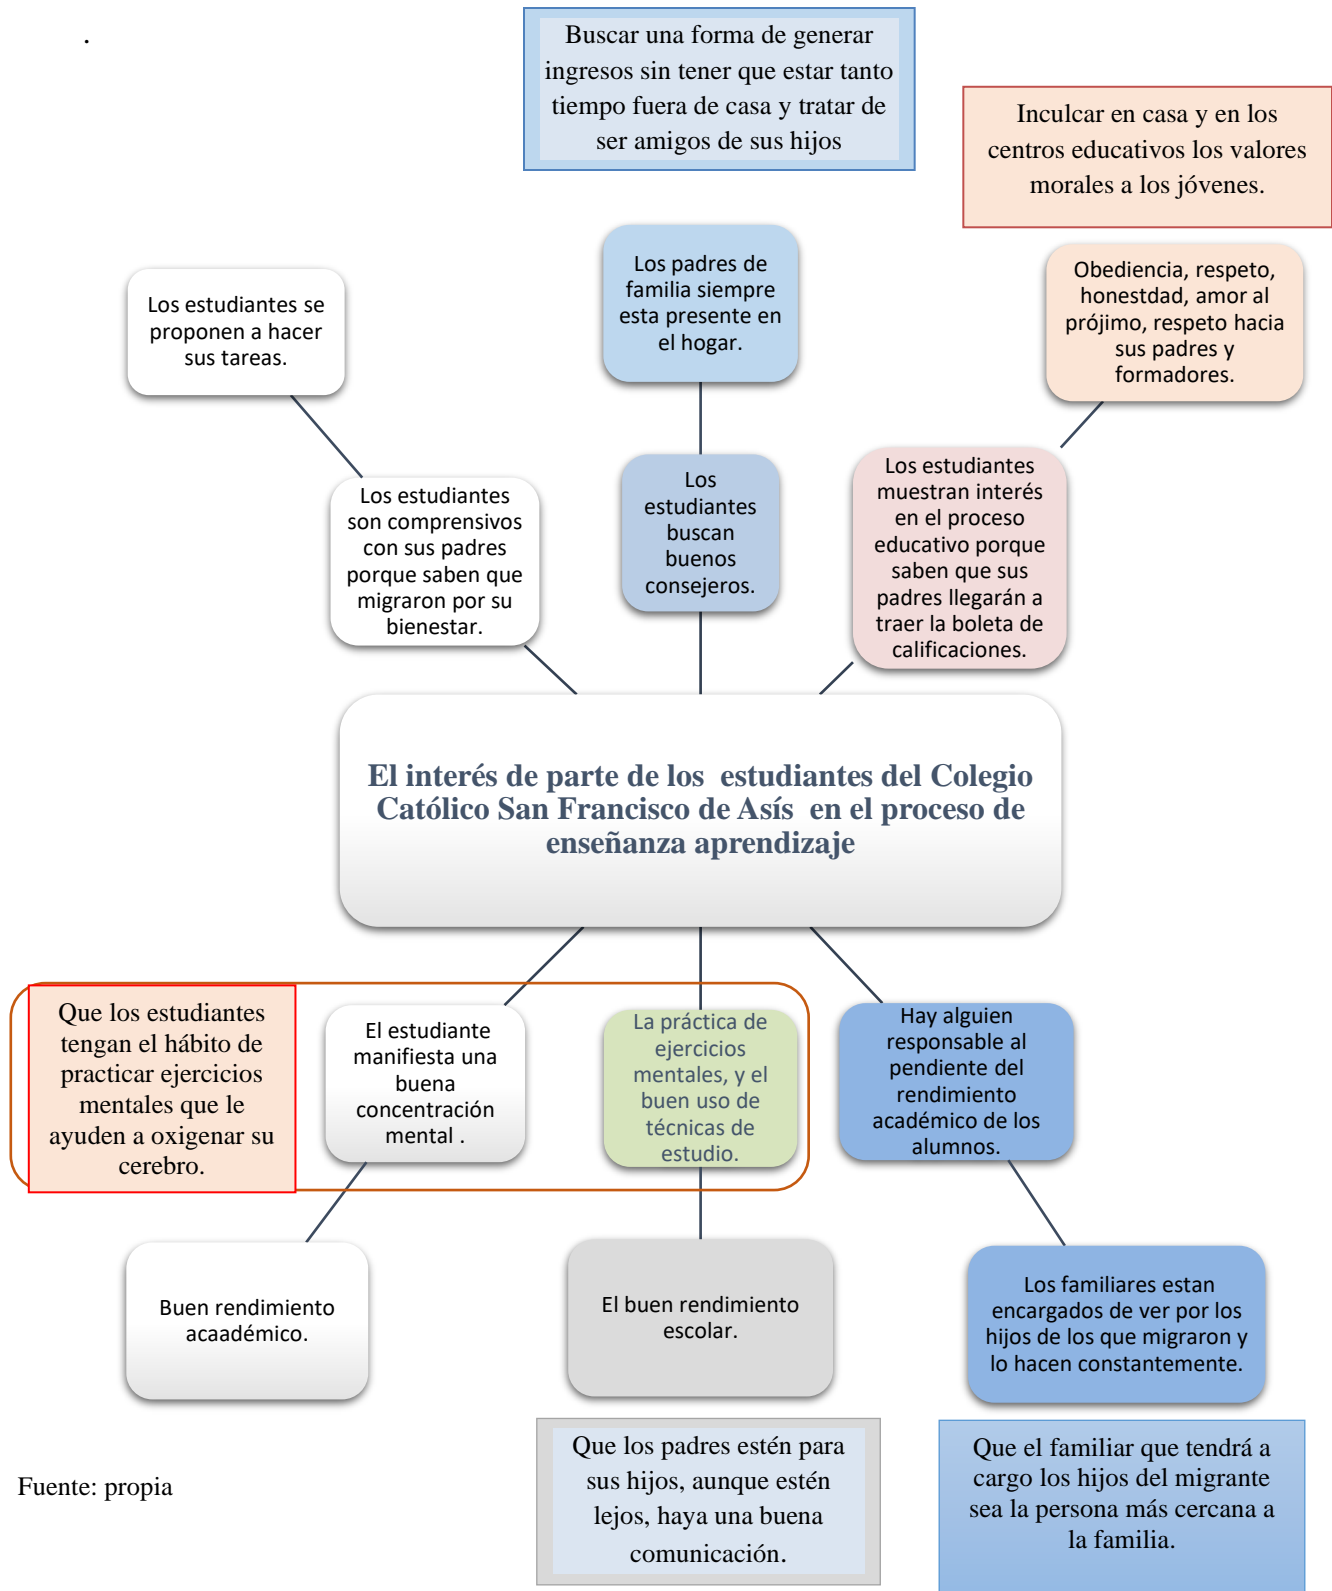 .
Buscar una forma de generar
ingresos sin tener que estar tanto
tiempo fuera de casa y tratar de
ser amigos de sus hijos
Inculcar en casa y en los
centros educativos los valores
morales a los jóvenes.
Los estudiantes se
proponen a hacer
sus tareas.
Los padres de
familia siempre
esta presente en
el hogar.
Obediencia, respeto,
honestdad, amor al
prójimo, respeto hacia
sus padres y
formadores.
Los estudiantes
son comprensivos
con sus padres
porque saben que
migraron por su
bienestar.
Los
estudiantes
buscan
buenos
consejeros.
Los estudiantes
muestran interés
en el proceso
educativo porque
saben que sus
padres llegarán a
traer la boleta de
calificaciones.
El interés de parte de los  estudiantes del Colegio
Católico San Francisco de Asís  en el proceso de
enseñanza aprendizaje
Que los estudiantes
tengan el hábito de
practicar ejercicios
mentales que le
ayuden a oxigenar su
cerebro.
El estudiante
manifiesta una
buena
concentración
mental .
La práctica de
ejercicios
mentales, y el
buen uso de
técnicas de
estudio.
Hay alguien
responsable al
pendiente del
rendimiento
académico de los
alumnos.
Buen rendimiento
acaadémico.
El buen rendimiento
escolar.
Los familiares estan
encargados de ver por los
hijos de los que migraron y
lo hacen constantemente.
Que los padres estén para
sus hijos, aunque estén
lejos, haya una buena
comunicación.
Que el familiar que tendrá a
cargo los hijos del migrante
sea la persona más cercana a
la familia.
Fuente: propia